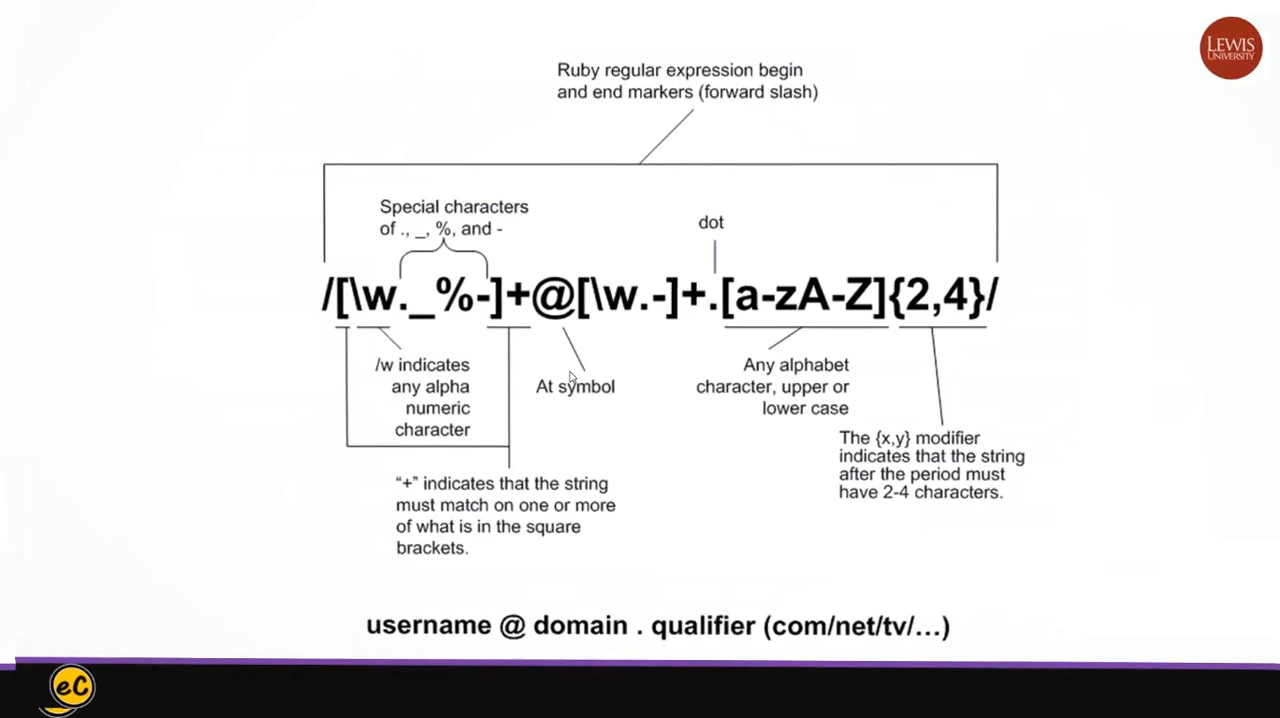 LEWIS
UNIVERSITY
Ruby regular expression begin
and end markers (forward slash)
Special characters
of ., _, %, and -
dot
/[\w._%-]+@[\w.-]+.[a-zA-Z]{2,4}/
/w indicates
any alpha
numeric
character
At symbol
Any alphabet
character, upper or
lower case
The {x,y} modifier
indicates that the string
after the period must
have 2-4 characters.
“+” indicates that the string
must match on one or more
of what is in the square
brackets.
username @ domain . qualifier (com/net/tv/…)
eC